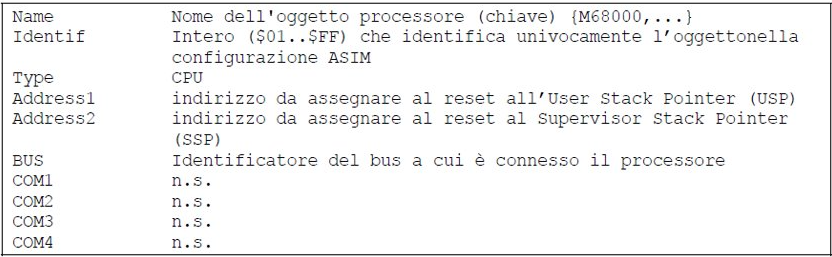 Name Nome dell'oggetto processore (chiave) {M68000,...}
Identif Intero ($01..$FF) che identifica univocamente l’oggettonella
configurazione ASIM
Type CPU
Address1 indirizzo da assegnare al reset all’User Stack Pointer (USP)
Address2 indirizzo da assegnare al reset al Supervisor Stack Pointer
(SSP)
BUS Identificatore del bus a cui è connesso il processore
COM1 n.s.
COM2 n.s.
COM3 n.s.
COM4 n.s.